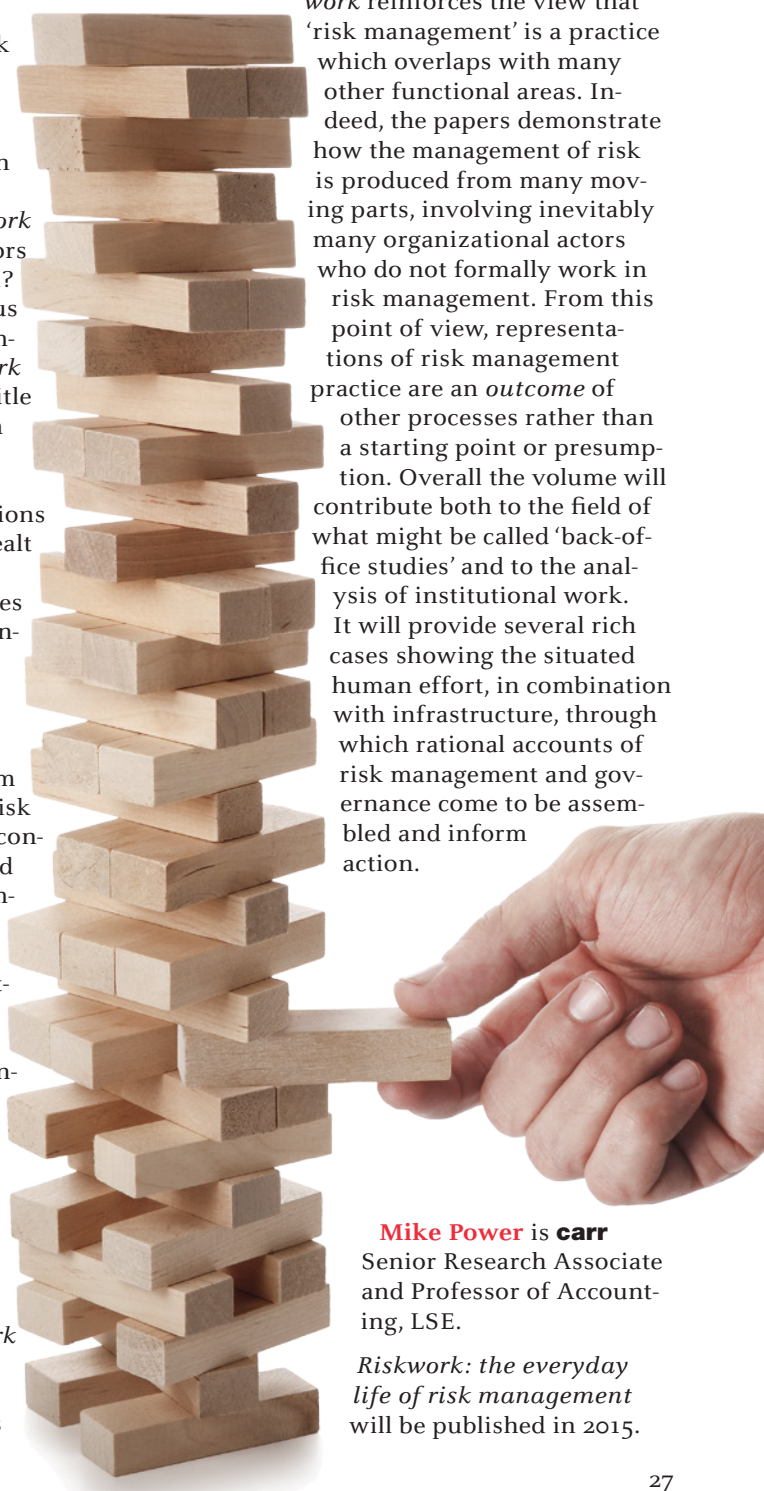 work reinforces the view that
‘risk management’ is a practice
which overlaps with many
other functional areas. In-
deed, the papers demonstrate
how the management of risk
is produced from many mov-
ing parts, involving inevitably
many organizational actors
who do not formally work in
risk management. From this
point of view, representa-
tions of risk management
practice are an outcome of
other processes rather than
a starting point or presump-
tion. Overall the volume will
contribute both to the field of
what might be called ‘back-of-
fice studies’ and to the anal-
ysis of institutional work.
It will provide several rich
cases showing the situated
human effort, in combination
with infrastructure, through
which rational accounts of
risk management and gov-
ernance come to be assem-
bled and inform
action.
Mike Power is carr
Senior Research Associate
and Professor of Account-
ing, LSE.
Riskwork: the everyday
life of risk management
will be published in 2015.
27